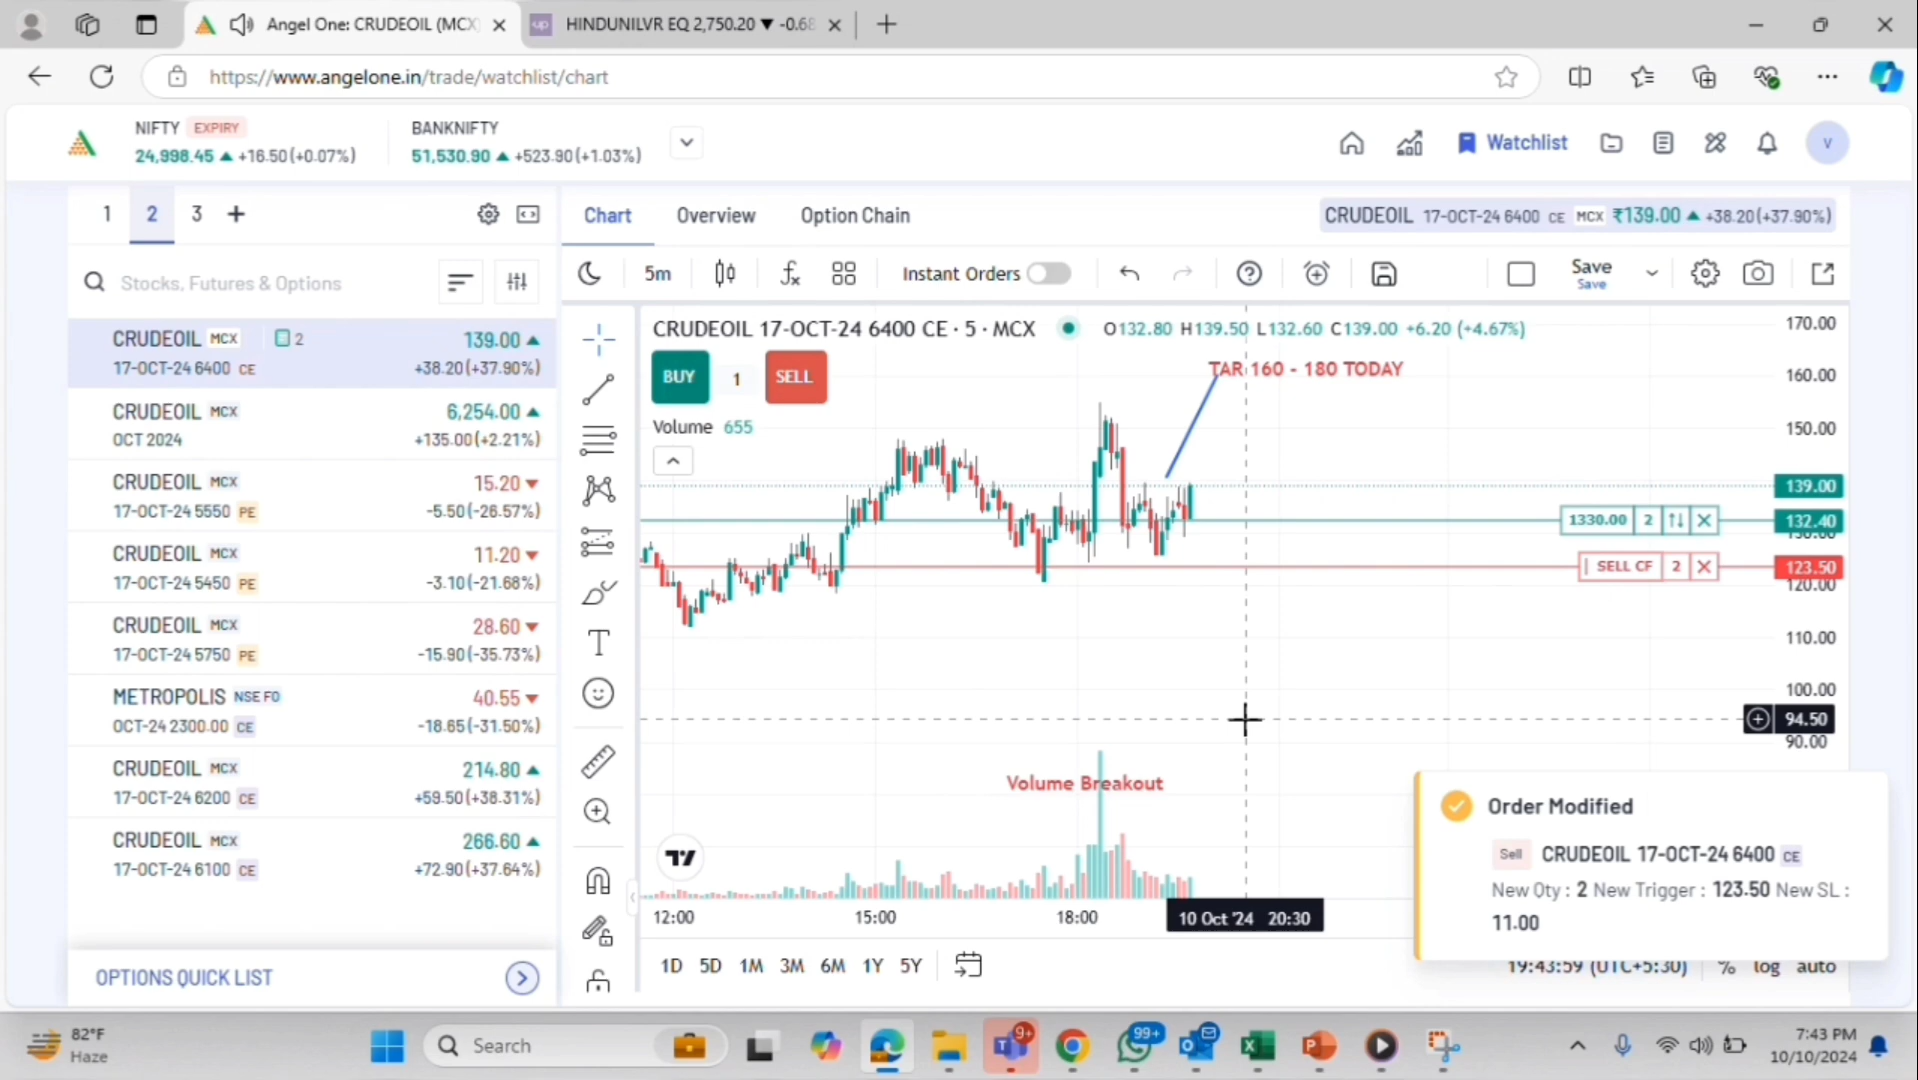 Angel One: CRUDEOIL (MCX
up HINDUNILVR EQ 2,750.20 ▼ -0.68
https://www.angelone.in/trade/watchlist/chart
NIFTY EXPIRY
24,998.45 ▲ +16.50(+0.07%)
BANKNIFTY
51,530.90 ▲ +523.90(+1.03%)
Watchlist
V
1 2 3 +
Chart Overview Option Chain
CRUDEOIL 17-OCT-24 6400 CE MCX ₹139.00 ▲ +38.20(+37.90%)
Stocks, Futures & Options
5m
Instant Orders
Save
Save
CRUDEOIL MCX 2 139.00 ▲
17-OCT-24 6400 CE +38.20(+37.90%)
CRUDEOIL MCX 6,254.00 ▲
OCT 2024 +135.00(+2.21%)
CRUDEOIL MCX 15.20 ▼
17-OCT-24 5550 PE -5.50(-26.57%)
CRUDEOIL MCX 11.20 ▼
17-OCT-24 5450 PE -3.10(-21.68%)
CRUDEOIL MCX 28.60 ▼
17-OCT-24 5750 PE -15.90(-35.73%)
METROPOLIS NSE FO 40.55 ▼
OCT-24 2300.00 CE -18.65(-31.50%)
CRUDEOIL MCX 214.80 ▲
17-OCT-24 6200 CE +59.50(+38.31%)
CRUDEOIL MCX 266.60 ▲
17-OCT-24 6100 CE +72.90(+37.64%)
OPTIONS QUICK LIST
CRUDEOIL 17-OCT-24 6400 CE · 5 · MCX O132.80 H139.50 L132.60 C139.00 +6.20 (+4.67%)
BUY 1 SELL
Volume 655
TAR 160 - 180 TODAY
170.00
160.00
150.00
139.00
1330.00 2 132.40
130.00
SELL CF 2 123.50
120.00
110.00
100.00
94.50
90.00
Volume Breakout
12:00 15:00 18:00 10 Oct '24 20:30
Order Modified
Sell CRUDEOIL 17-OCT-24 6400 CE
New Qty : 2 New Trigger : 123.50 New SL :
11.00
1D 5D 1M 3M 6M 1Y 5Y
19:43:59 (UTC+5:30) % log auto
82°F
Haze
Search
9+
99+
7:43 PM
10/10/2024